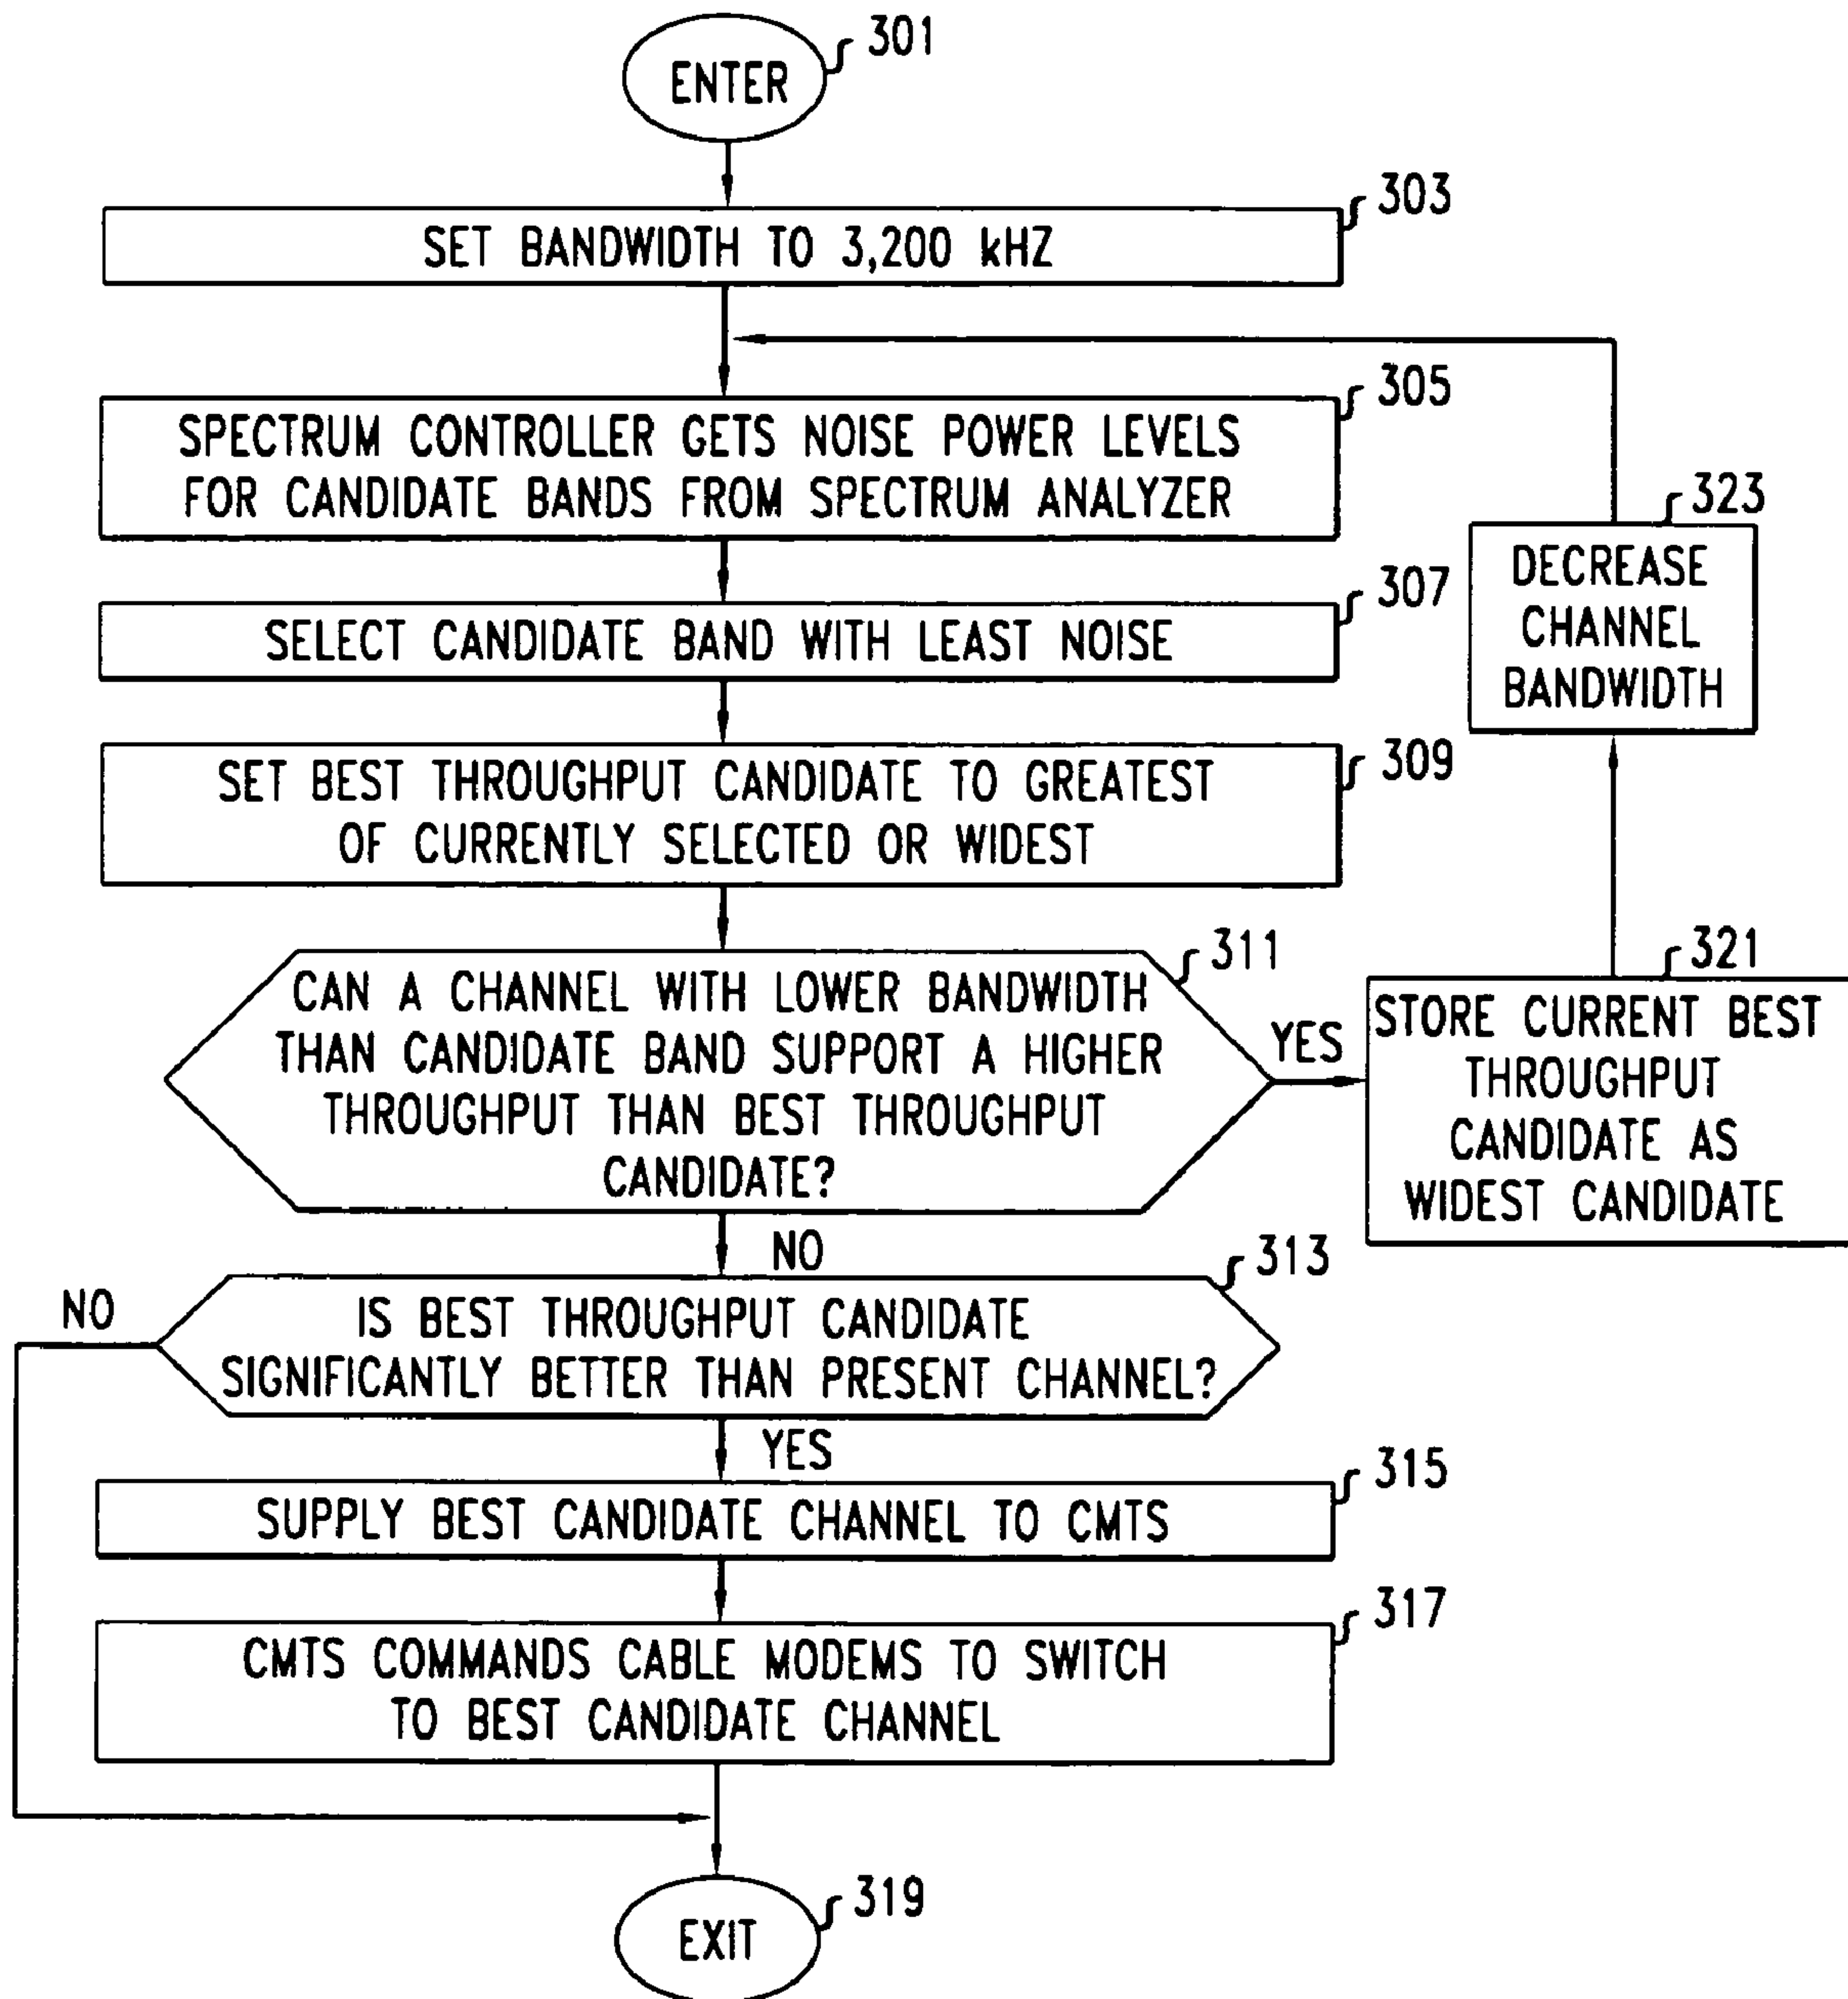 301
ENTER
303
SET BANDWIDTH TO 3,200 kHZ
305
SPECTRUM CONTROLLER GETS NOISE POWER LEVELS
FOR CANDIDATE BANDS FROM SPECTRUM ANALYZER
307
SELECT CANDIDATE BAND WITH LEAST NOISE
309
SET BEST THROUGHPUT CANDIDATE TO GREATEST
OF CURRENTLY SELECTED OR WIDEST
311
CAN A CHANNEL WITH LOWER BANDWIDTH
THAN CANDIDATE BAND SUPPORT A HIGHER
THROUGHPUT THAN BEST THROUGHPUT
CANDIDATE?
YES
321
STORE CURRENT BEST
THROUGHPUT
CANDIDATE AS
WIDEST CANDIDATE
323
DECREASE
CHANNEL
BANDWIDTH
NO
313
IS BEST THROUGHPUT CANDIDATE
SIGNIFICANTLY BETTER THAN PRESENT CHANNEL?
NO
YES
315
SUPPLY BEST CANDIDATE CHANNEL TO CMTS
317
CMTS COMMANDS CABLE MODEMS TO SWITCH
TO BEST CANDIDATE CHANNEL
319
EXIT